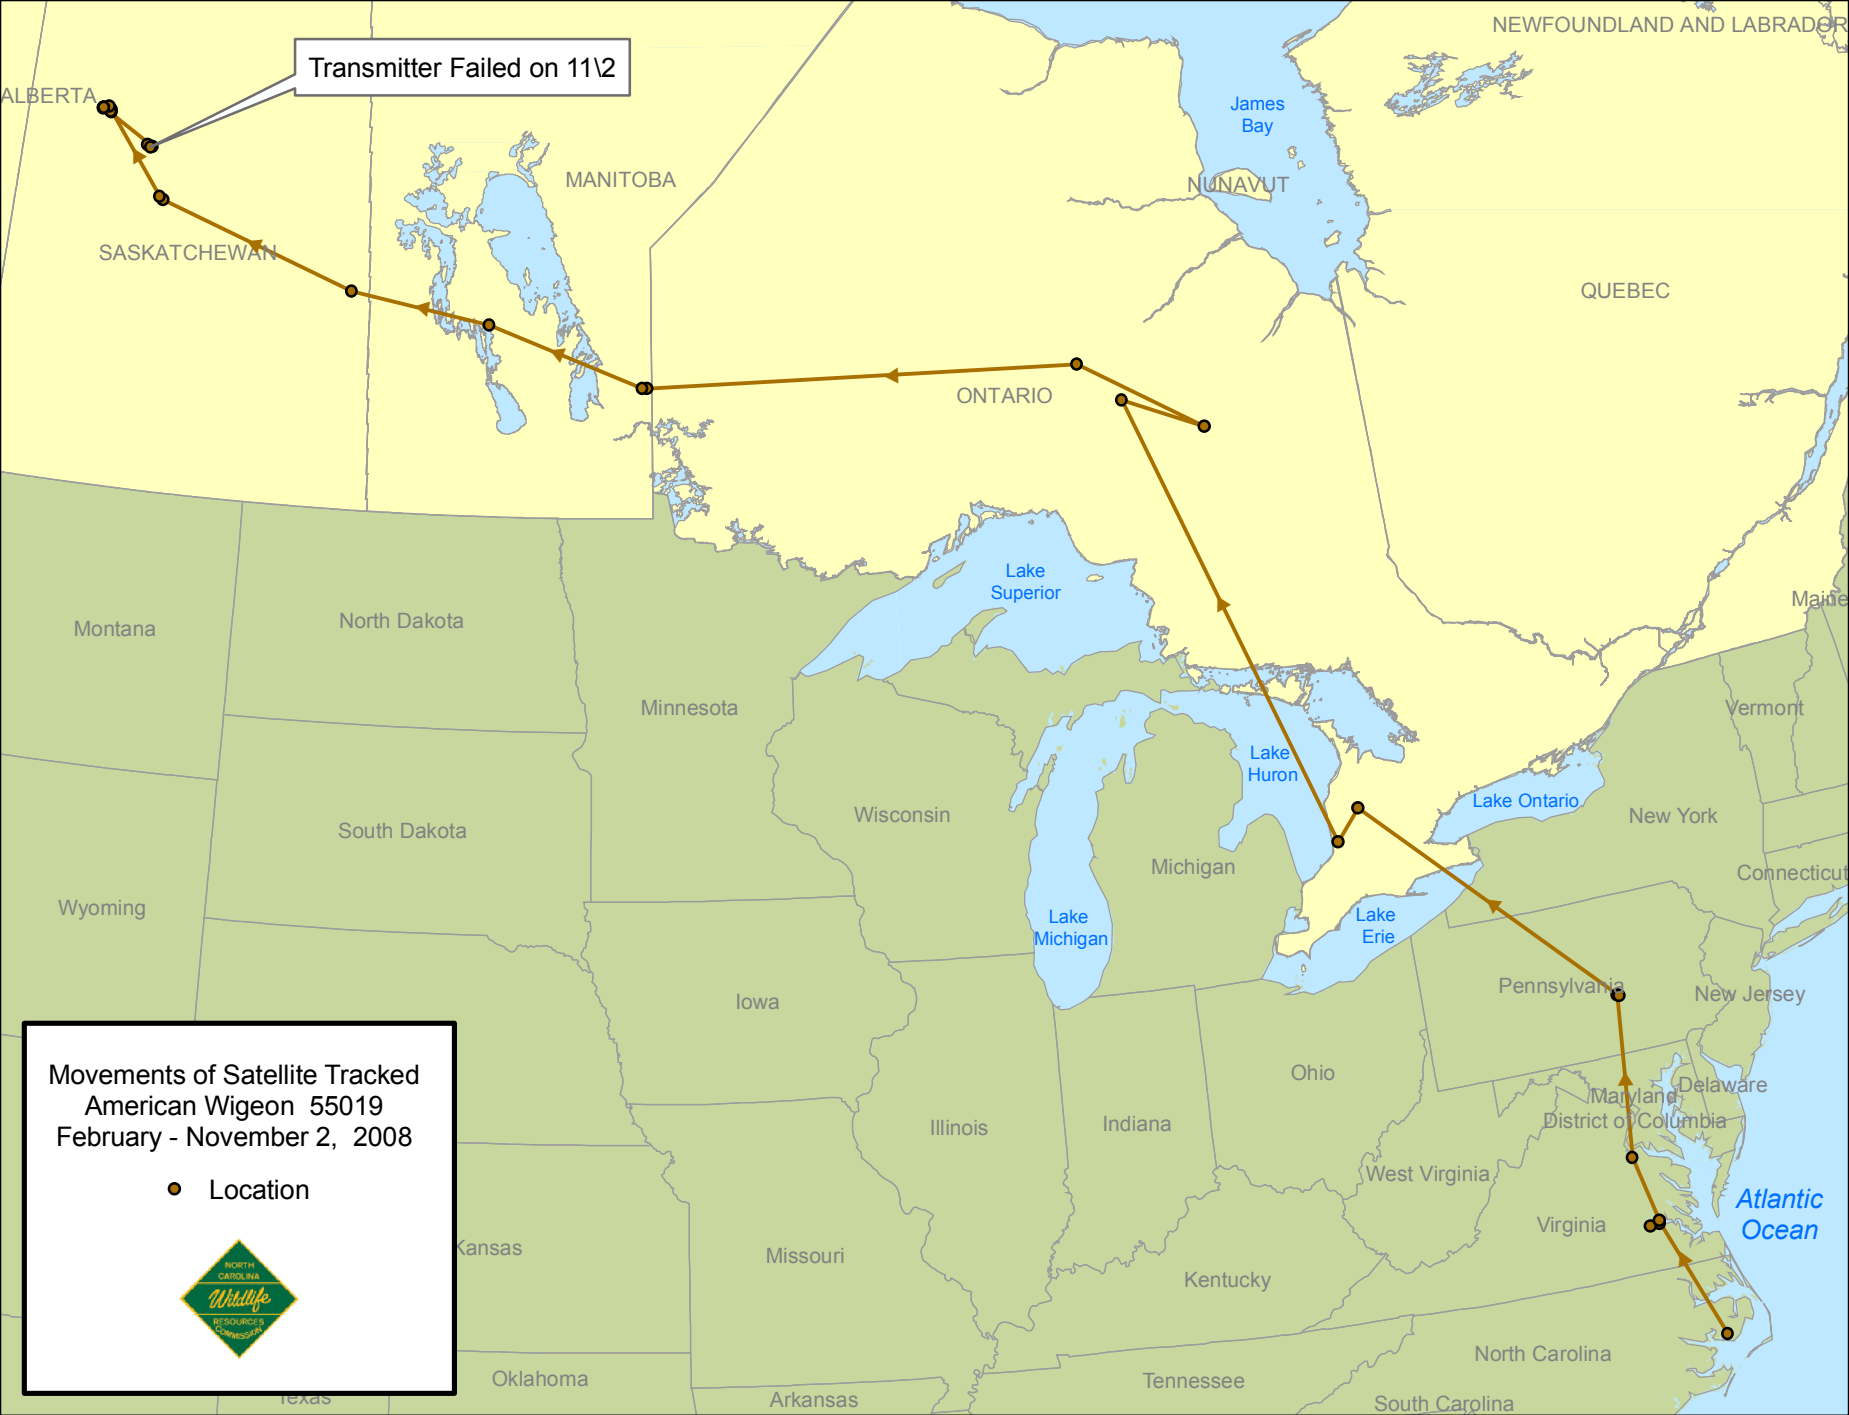 NEWFOUNDLAND AND LABRADOR
Transmitter Failed on 11\2
ALBERTA
James
Bay
MANITOBA
NUNAVUT
SASKATCHEWAN
QUEBEC
ONTARIO
Lake
Superior
Maine
Montana
North Dakota
Minnesota
Vermont
Lake
Huron
Lake Ontario
Wisconsin
New York
South Dakota
Michigan
Connecticut
Wyoming
Lake
Michigan
Lake
Erie
Pennsylvania
New Jersey
Iowa
Ohio
Delaware
Maryland
District of Columbia
Illinois
Indiana
West Virginia
Virginia
Atlantic
Ocean
Kansas
Missouri
Kentucky
North Carolina
Oklahoma
Tennessee
Texas
Arkansas
South Carolina
Movements of Satellite Tracked
American Wigeon 55019
February - November 2, 2008
Location
NORTH
CAROLINA
Wildlife
RESOURCES
COMMISSION